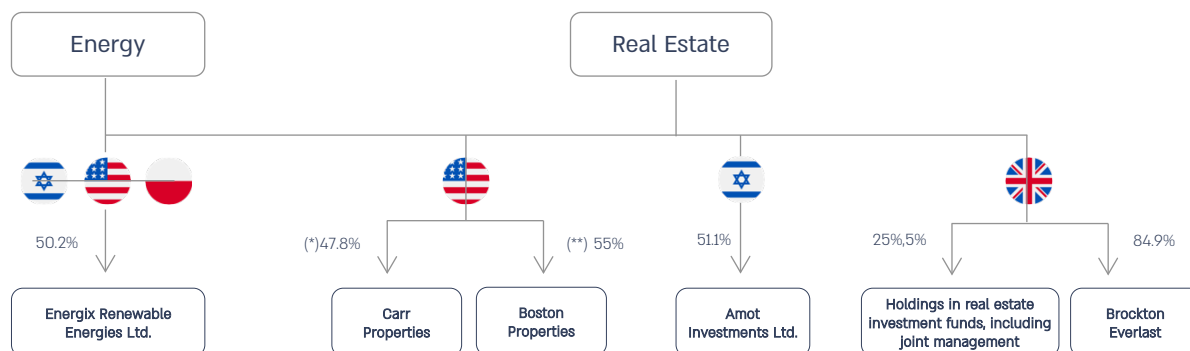 Energy
Real Estate
50.2%
(*)47.8%
(**) 55%
51.1%
25%,5%
84.9%
Energix Renewable
Energies Ltd.
Carr
Properties
Boston
Properties
Amot
Investments Ltd.
Holdings in real estate
investment funds, including
joint management
Brockton
Everlast